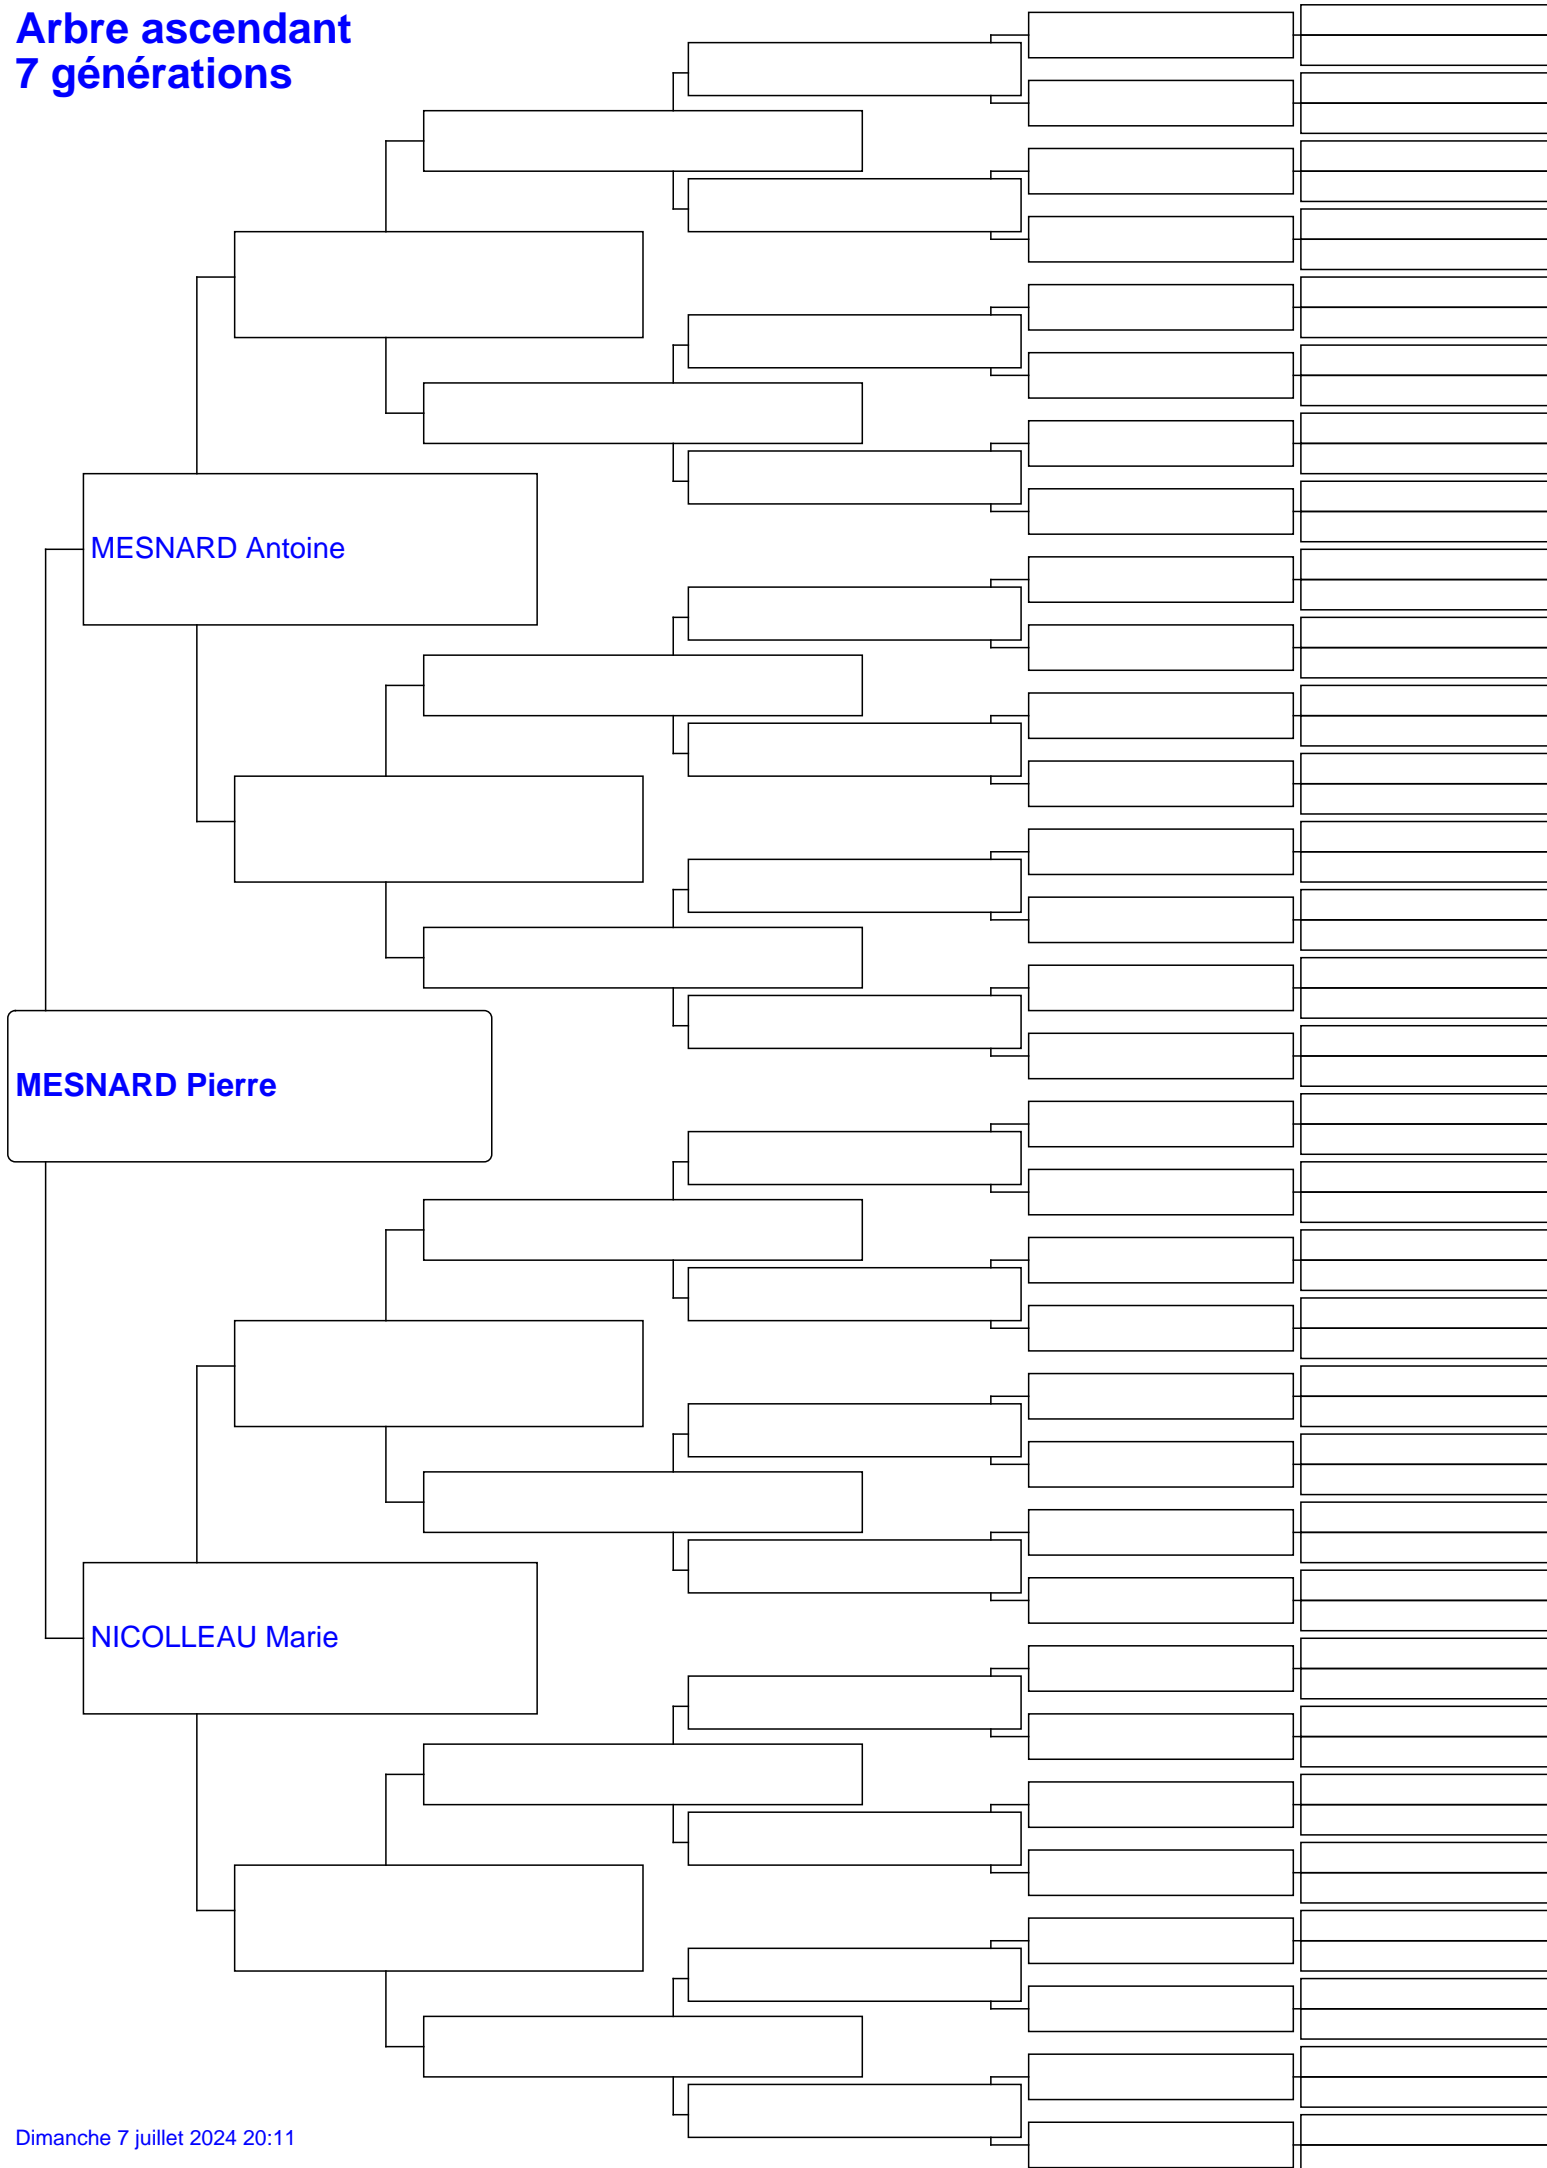 Arbre ascendant
7 générations
MESNARD Antoine
MESNARD Pierre
NICOLLEAU Marie
Dimanche 7 juillet 2024 20:11